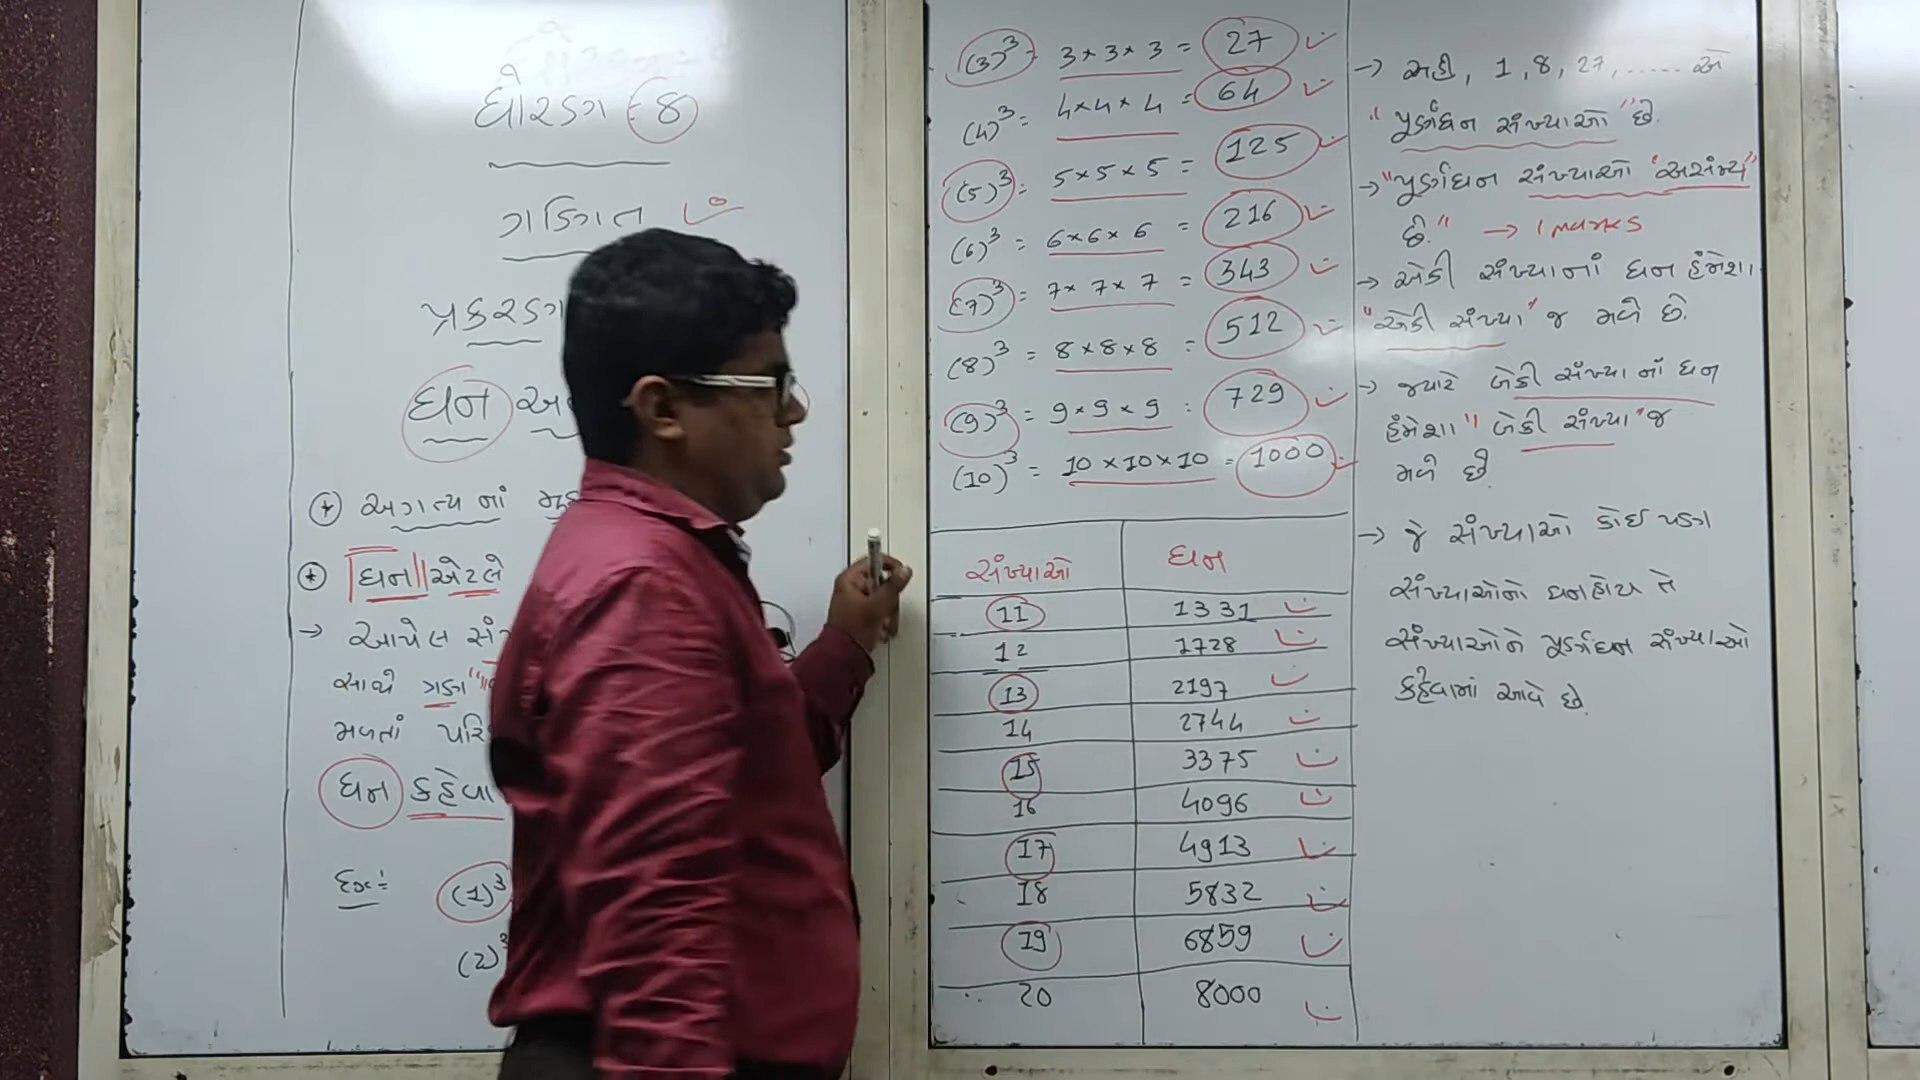 ધોરણ - 8
ગણિત
પ્રકરણ
ઘન અ
અગત્ય નાં મુદ્
ઘન એટલે
→ આપેલ સં
સાથે ગણા
મળતાં પરિ
ઘન કહેવા
Ex:
(1)³
(2)³
(3)³ = 3×3×3 = 27
(4)³ = 4×4×4 = 64
(5)³ = 5×5×5 = 125
(6)³ = 6×6×6 = 216
(7)³ = 7×7×7 = 343
(8)³ = 8×8×8 = 512
(9)³ = 9×9×9 = 729
(10)³ = 10×10×10 = 1000
સંખ્યાઓ ઘન
11 1331
12 1728
13 2197
14 2744
15 3375
16 4096
17 4913
18 5832
19 6859
20 8000
→ અહી, 1, 8, 27, ...... એ
"પૂર્ણઘન સંખ્યાઓ" છે.
→ "પૂર્ણઘન સંખ્યાઓ 'અસંખ્ય'
છે." → 1 marks
→ એકી સંખ્યાનાં ઘન હંમેશા
"એકી સંખ્યા" જ મળે છે.
→ જ્યારે બેકી સંખ્યા નાં ઘન
હંમેશા "બેકી સંખ્યા" જ
મળે છે.
→ જે સંખ્યાઓ કોઈ પણ
સંખ્યાઓનો ઘન હોય તે
સંખ્યાઓને પૂર્ણઘન સંખ્યાઓ
કહેવામાં આવે છે.